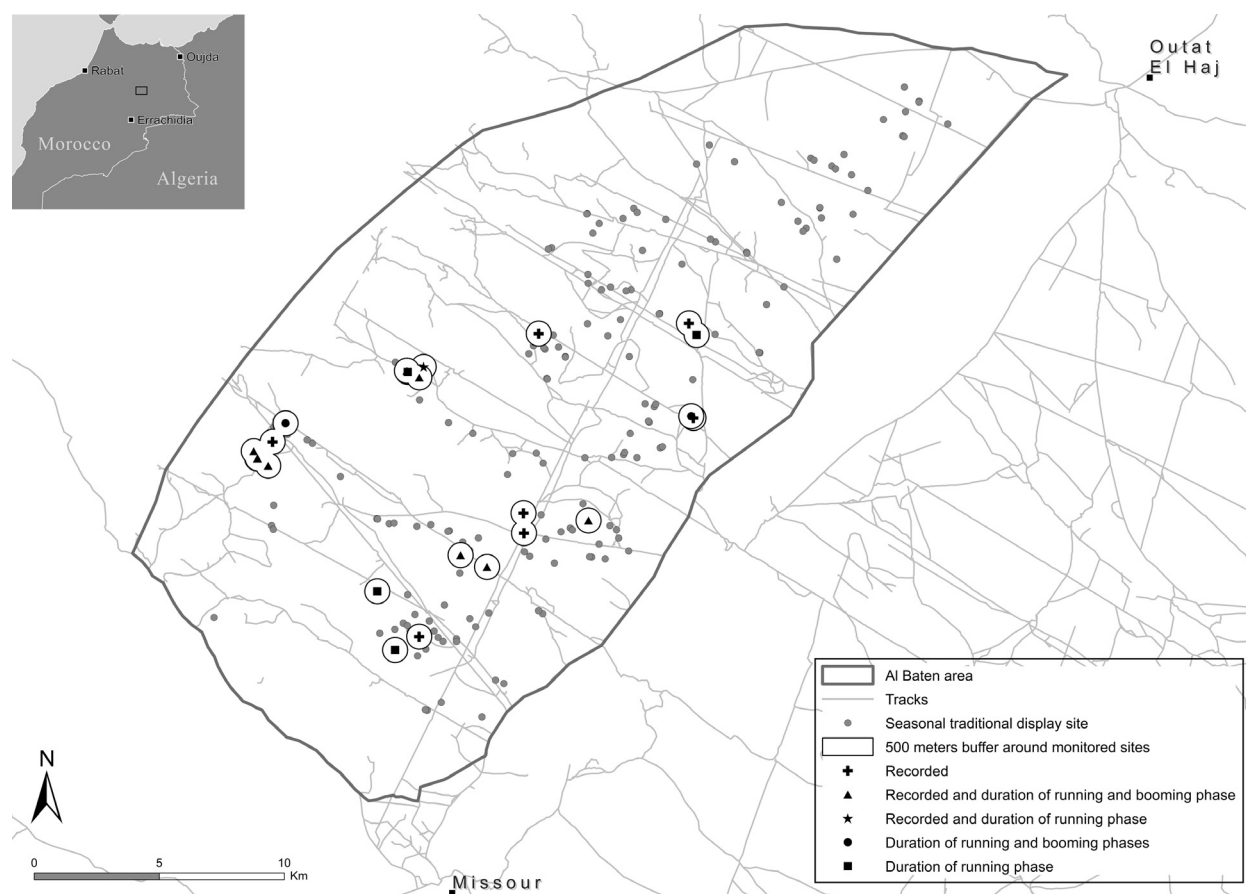 Oujda
Rabat
Errachidia
Morocco
Algeria
Outat
El Haj
Al Baten area
Tracks
Seasonal traditional display site
500 meters buffer around monitored sites
Recorded
Recorded and duration of running and booming phase
Recorded and duration of running phase
Duration of running and booming phases
Duration of running phase
N
0 5 10
Km
Missour